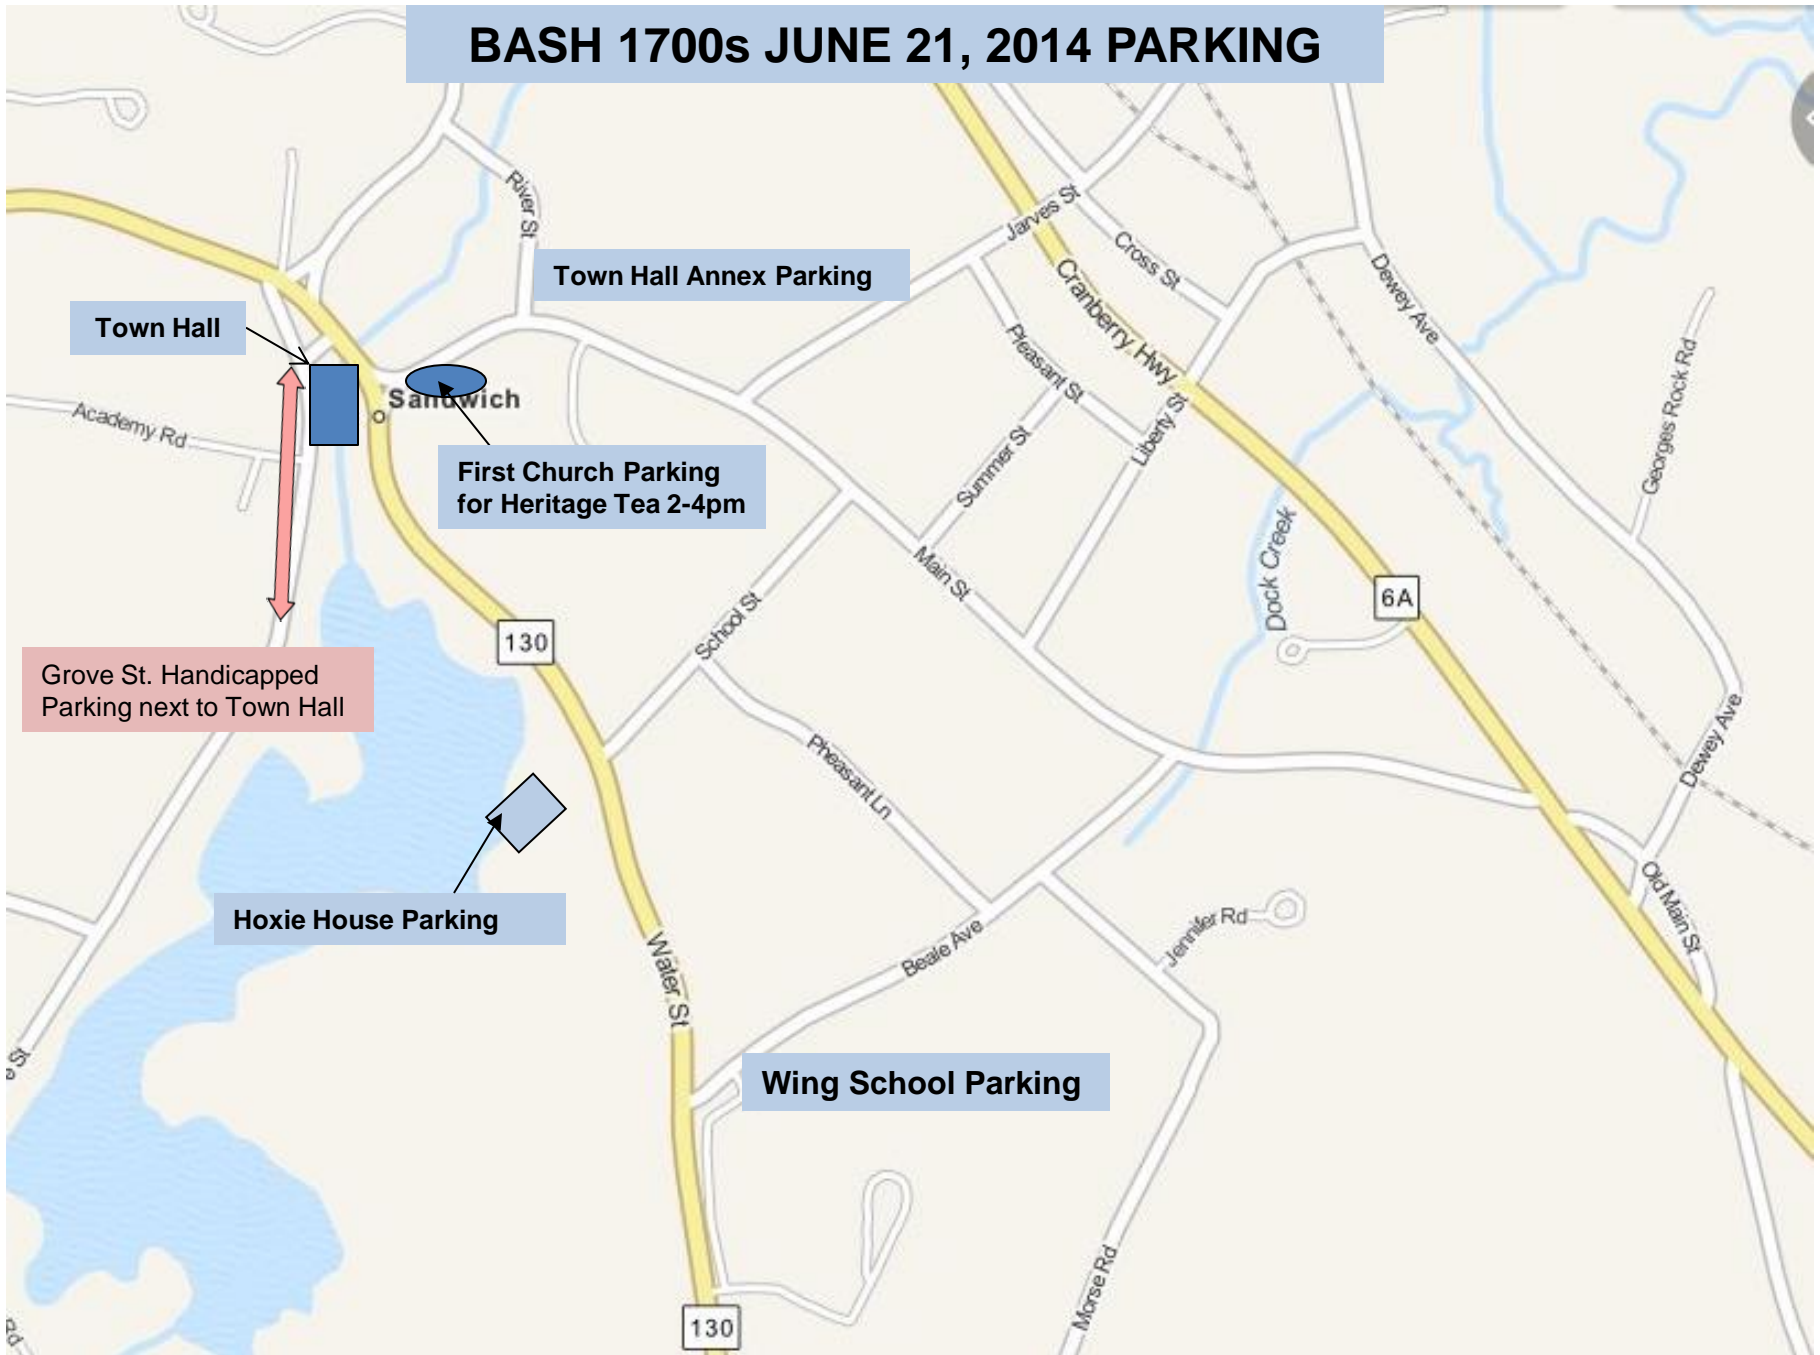 BASH 1700s JUNE 21, 2014 PARKING
River St
Jarves St
Cross St
Town Hall Annex Parking
Cranberry Hwy
Dewey Ave
Town Hall
Pleasant St
Georges Rock Rd
Sandwich
Academy Rd
Summer St
Liberty St
First Church Parking
for Heritage Tea 2-4pm
Main St
Dock Creek
6A
School St
130
Grove St. Handicapped
Parking next to Town Hall
Pheasant Ln
Dewey Ave
Old Main St
Hoxie House Parking
Jennifer Rd
Beale Ave
Water St
St
Wing School Parking
Morse Rd
130
Rd